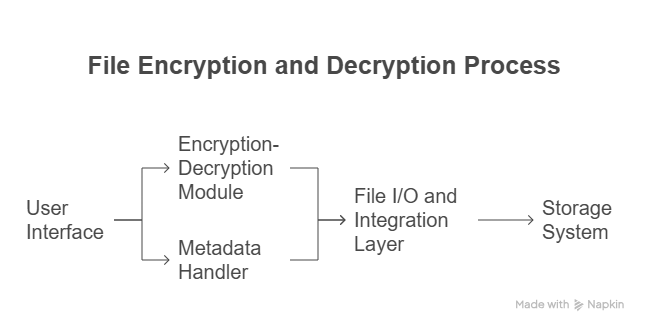 File Encryption and Decryption Process
Encryption-
Decryption
Module
User
Interface
Metadata
Handler
File I/O and
Integration
Layer
Storage
System
Made with Napkin